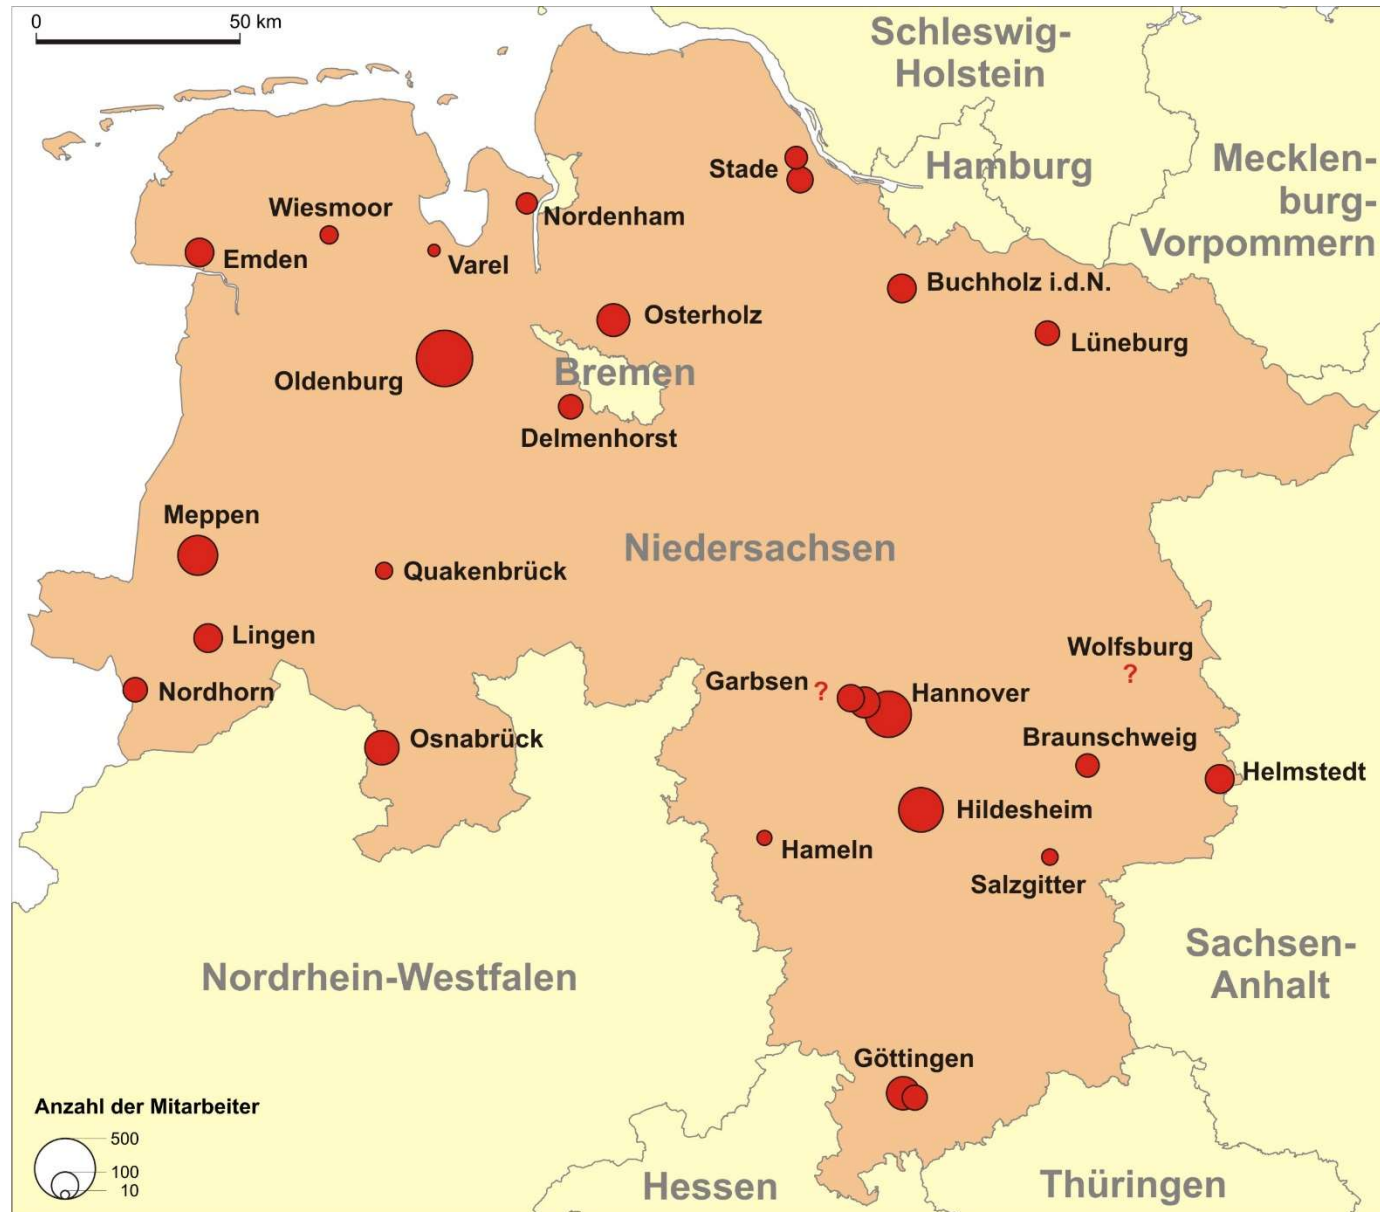 0 50 km
Schleswig-
Holstein
Hamburg
Mecklen-
burg-
Vorpommern
Stade
Wiesmoor
Nordenham
Emden
Varel
Buchholz i.d.N.
Osterholz
Lüneburg
Oldenburg
Bremen
Delmenhorst
Meppen
Niedersachsen
Quakenbrück
Lingen
Wolfsburg
?
Garbsen ?
Nordhorn
Hannover
Osnabrück
Braunschweig
Helmstedt
Hildesheim
Hameln
Salzgitter
Sachsen-
Anhalt
Nordrhein-Westfalen
Göttingen
Anzahl der Mitarbeiter
500
100
10
Hessen
Thüringen